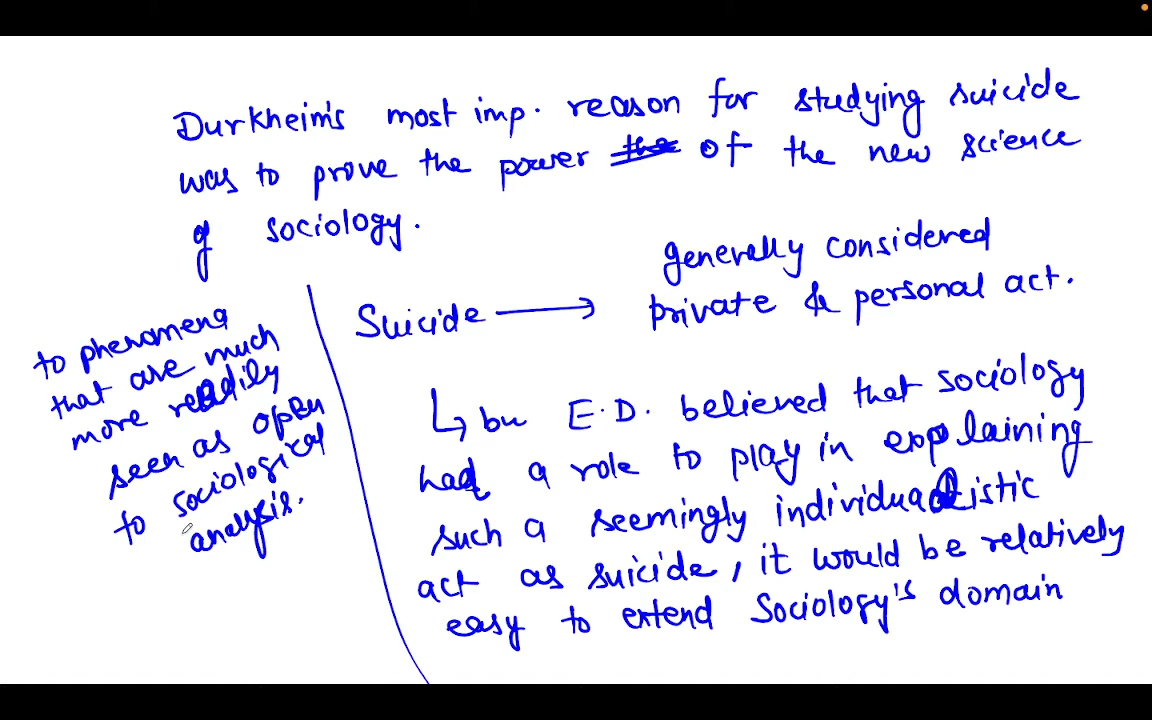 Durkheim's most imp. reason for studying suicide
was to prove the power the of the new science
of sociology.
Suicide → generally considered
private & personal act.
↳ bu E.D. believed that sociology
had a role to play in explaining
such a seemingly individualistic
act as suicide, it would be relatively
easy to extend Sociology's domain
to phenomena
that are much
more readily
seen as open
to sociological
analysis.